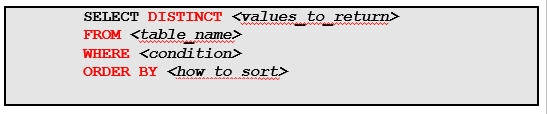 SELECT DISTINCT <values_to_return>
FROM <table_name>
WHERE <condition>
ORDER BY <how to sort>